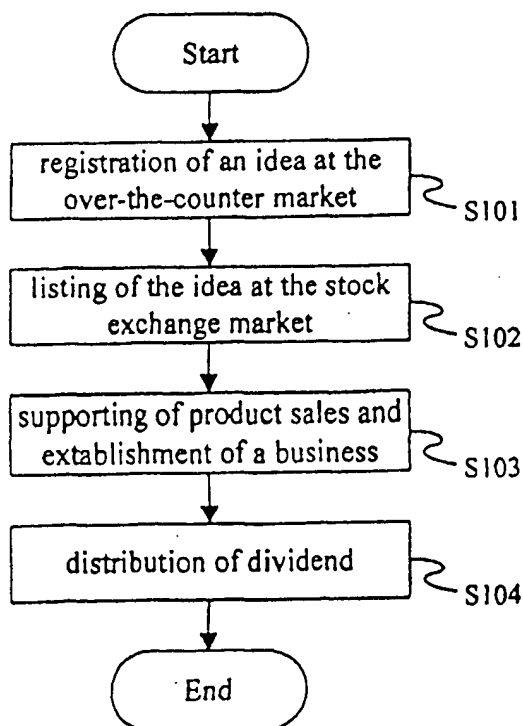 Start
registration of an idea at the
over-the-counter market
S101
listing of the idea at the stock
exchange market
S102
supporting of product sales and
extablishment of a business
S103
distribution of dividend
S104
End